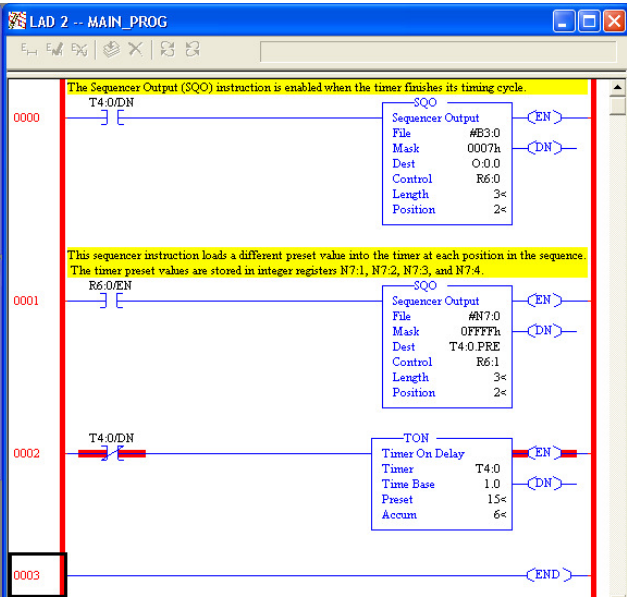 LAD 2 -- MAIN_PROG
The Sequencer Output (SQO) instruction is enabled when the timer finishes its timing cycle.
0000
T4:0/DN
SQO
Sequencer Output
File #B3:0
Mask 0007h
Dest O:0.0
Control R6:0
Length 3<
Position 2<
EN
DN
This sequencer instruction loads a different preset value into the timer at each position in the sequence.
The timer preset values are stored in integer registers N7:1, N7:2, N7:3, and N7:4.
0001
R6:0/EN
SQO
Sequencer Output
File #N7:0
Mask 0FFFFh
Dest T4:0.PRE
Control R6:1
Length 3<
Position 2<
EN
DN
0002
T4:0/DN
TON
Timer On Delay
Timer T4:0
Time Base 1.0
Preset 15<
Accum 6<
EN
DN
0003
END